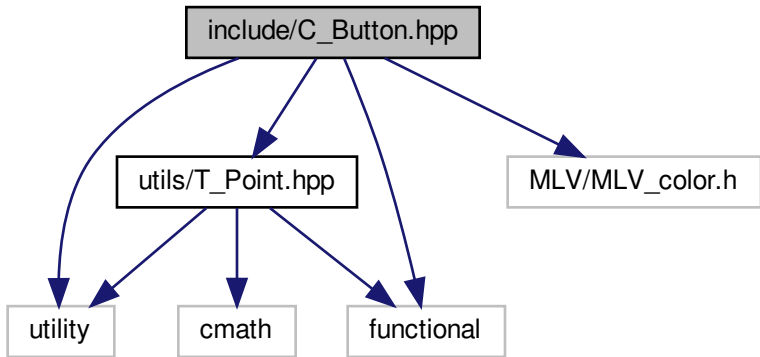 include/C_Button.hpp
utils/T_Point.hpp
MLV/MLV_color.h
utility
cmath
functional